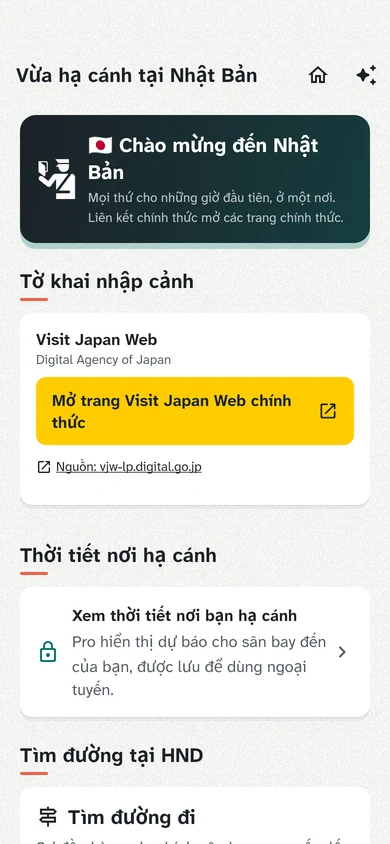 Vừa hạ cánh tại Nhật Bản
🇯🇵 Chào mừng đến Nhật
Bản
Mọi thứ cho những giờ đầu tiên, ở một nơi.
Liên kết chính thức mở các trang chính thức.
Tờ khai nhập cảnh
Visit Japan Web
Digital Agency of Japan
Mở trang Visit Japan Web chính
thức
Nguồn: vjw-lp.digital.go.jp
Thời tiết nơi hạ cánh
Xem thời tiết nơi bạn hạ cánh
Pro hiển thị dự báo cho sân bay đến
của bạn, được lưu để dùng ngoại
tuyến.
Tìm đường tại HND
Tìm đường đi